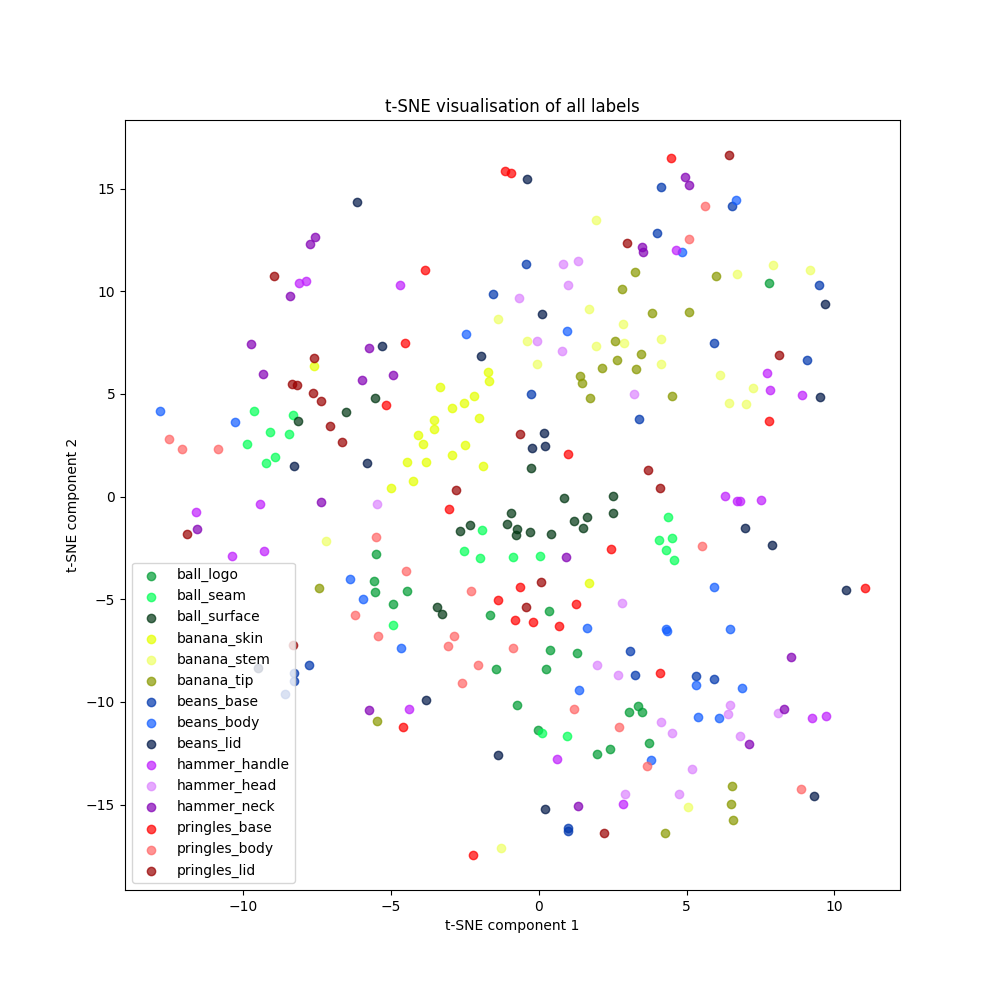 t-SNE visualisation of all labels
t-SNE component 2
15
10
5
0
−5
−10
−15
ball_logo
ball_seam
ball_surface
banana_skin
banana_stem
banana_tip
beans_base
beans_body
beans_lid
hammer_handle
hammer_head
hammer_neck
pringles_base
pringles_body
pringles_lid
−10 −5 0 5 10
t-SNE component 1